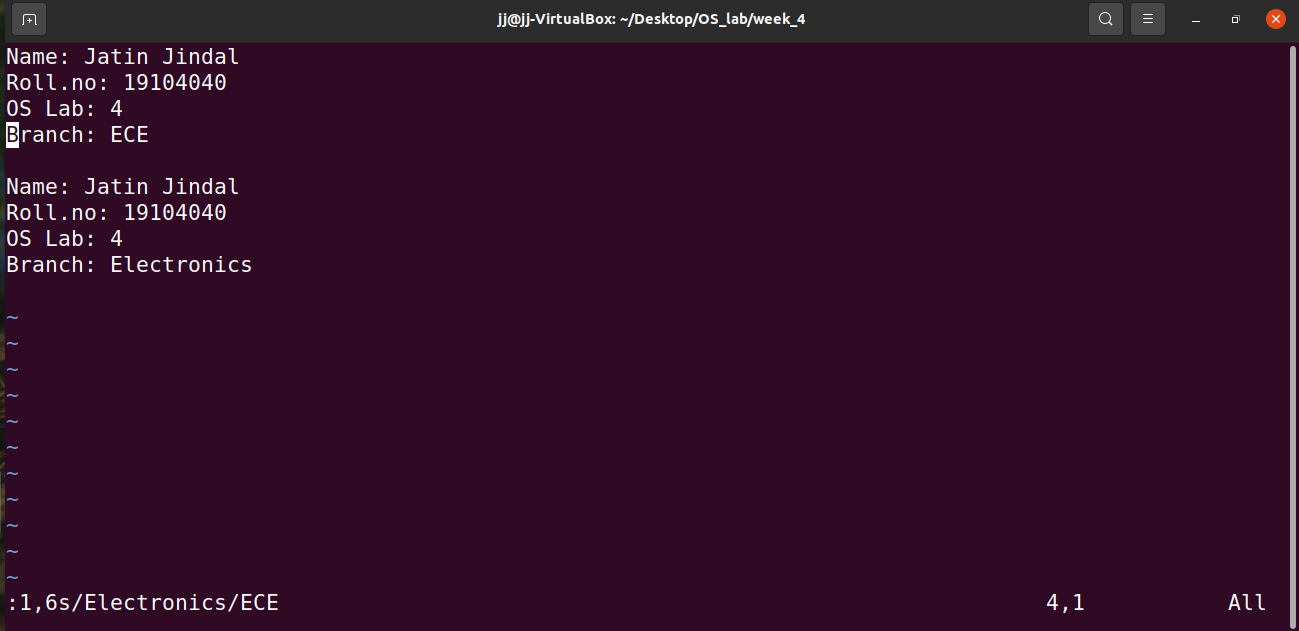 jj@jj-VirtualBox: ~/Desktop/OS_lab/week_4
Name: Jatin Jindal
Roll.no: 19104040
OS Lab: 4
Branch: ECE
Name: Jatin Jindal
Roll.no: 19104040
OS Lab: 4
Branch: Electronics
~
~
~
~
~
~
~
~
~
~
~
:1,6s/Electronics/ECE 4,1 All